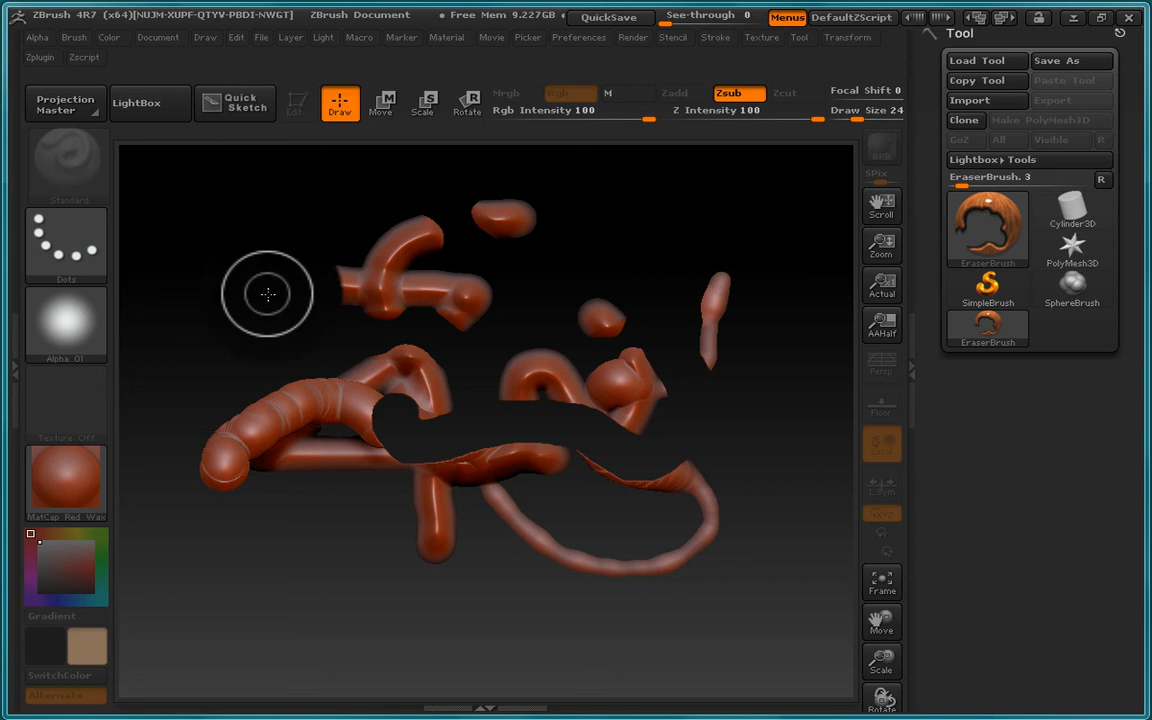 ZBrush 4R7 (x64)[NUJM-XUPF-QTYV-PBDI-NWGT] ZBrush Document • Free Mem 9.227GB • QuickSave See-through 0 Menus DefaultZScript
Alpha Brush Color Document Draw Edit File Layer Light Macro Marker Material Movie Picker Preferences Render Stencil Stroke Texture Tool Transform
Zplugin Zscript
Projection
Master
LightBox
Quick
Sketch
Edit
Draw
Move
Scale
Rotate
Mrgb Rgb M Zadd Zsub Zcut Focal Shift 0
Rgb Intensity 100 Z Intensity 100 Draw Size 24
Standard
Dots
Alpha 01
Texture Off
MatCap Red Wax
Gradient
SwitchColor
Alternate
BPR
SPix
Scroll
Zoom
Actual
AAHalf
Persp
Floor
Local
L.Sym
Frame
Move
Scale
Rotate
Tool
Load Tool Save As
Copy Tool Paste Tool
Import Export
Clone Make PolyMesh3D
GoZ All Visible R
Lightbox▸Tools
EraserBrush. 3 R
EraserBrush
Cylinder3D
PolyMesh3D
SimpleBrush
SphereBrush
EraserBrush